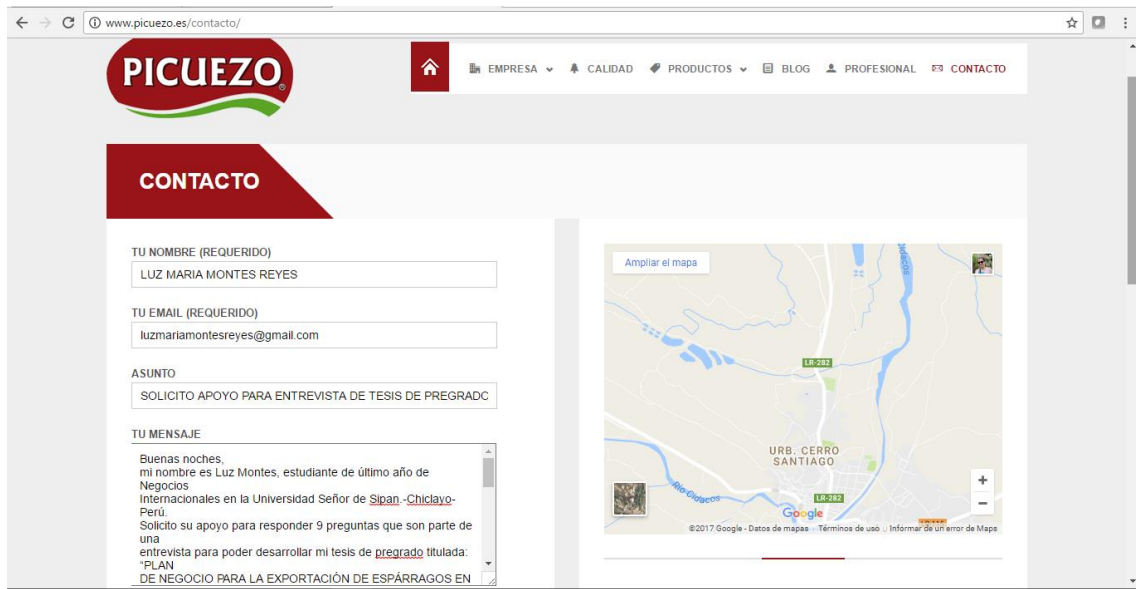 www.picuezo.es/contacto/
PICUEZO
EMPRESA
CALIDAD
PRODUCTOS
BLOG
PROFESIONAL
CONTACTO
CONTACTO
TU NOMBRE (REQUERIDO)
LUZ MARIA MONTES REYES
TU EMAIL (REQUERIDO)
luzmariamontesreyes@gmail.com
ASUNTO
SOLICITO APOYO PARA ENTREVISTA DE TESIS DE PREGRADO
TU MENSAJE
Buenas noches,
mi nombre es Luz Montes, estudiante de último año de
Negocios
Internacionales en la Universidad Señor de Sipan.-Chiclayo-
Perú.
Solicito su apoyo para responder 9 preguntas que son parte de
una
entrevista para poder desarrollar mi tesis de pregrado titulada:
"PLAN
DE NEGOCIO PARA LA EXPORTACIÓN DE ESPÁRRAGOS EN
Ampliar el mapa
Cidacos
LR-282
URB. CERRO
SANTIAGO
Río Cidacos
LR-282
Google
+
−
©2017 Google - Datos de mapas
Términos de uso
Informar de un error de Maps